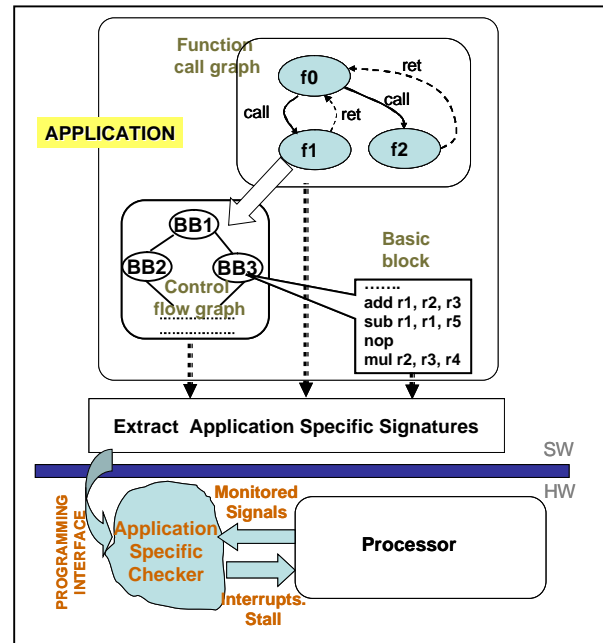 Function
call graph
f0
ret
call
call
ret
APPLICATION
f1
f2
BB1
BB2
BB3
Control
flow graph
..................
..................
Basic
block
.......
add r1, r2, r3
sub r1, r1, r5
nop
mul r2, r3, r4
Extract Application Specific Signatures
SW
HW
PROGRAMMING
INTERFACE
Monitored
Signals
Application
Specific
Checker
Processor
Interrupts.
Stall